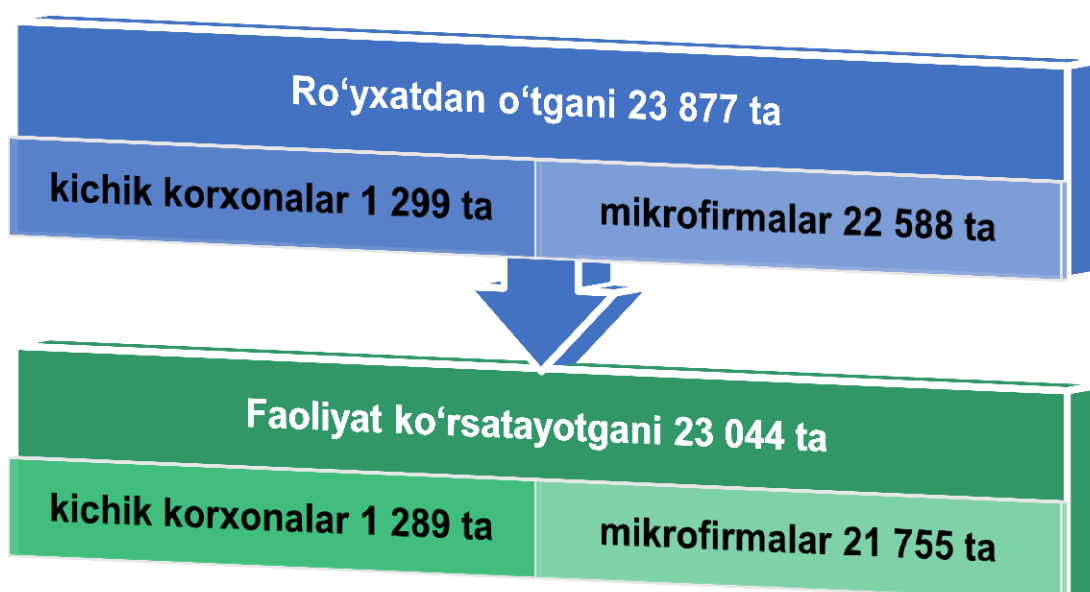 Ro‘yxatdan o‘tgani 23 877 ta
kichik korxonalar 1 299 ta
mikrofirmalar 22 588 ta
Faoliyat ko‘rsatayotgani 23 044 ta
kichik korxonalar 1 289 ta
mikrofirmalar 21 755 ta